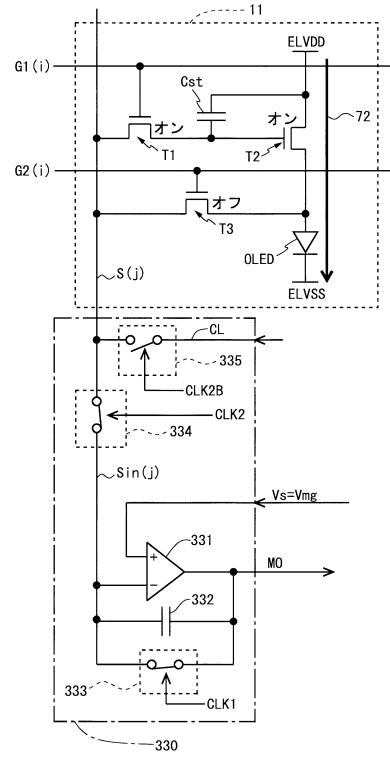 11
ELVDD
G1(i)
Cst
オン
オン
72
T1
T2
G2(i)
オフ
T3
OLED
S(j)
ELVSS
CL
335
CLK2B
CLK2
334
Sin(j)
Vs=Vmg
331
+
MO
−
332
333
CLK1
330